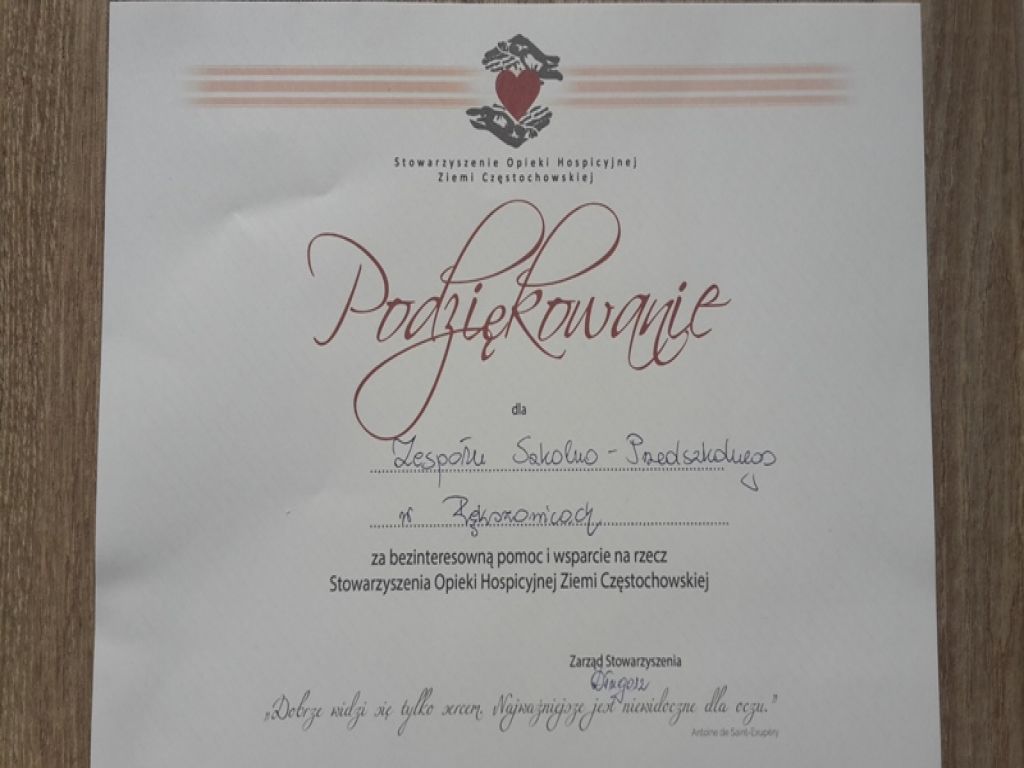 Stowarzyszenie Opieki Hospicyjnej
Ziemi Częstochowskiej
Podziękowanie
dla
Zespołu Szkolno - Przedszkolnego
w Rększowicach
za bezinteresowną pomoc i wsparcie na rzecz
Stowarzyszenia Opieki Hospicyjnej Ziemi Częstochowskiej
Zarząd Stowarzyszenia
Długosz
„Dobrze widzi się tylko sercem. Najważniejsze jest niewidoczne dla oczu.”
Antoine de Saint-Exupéry